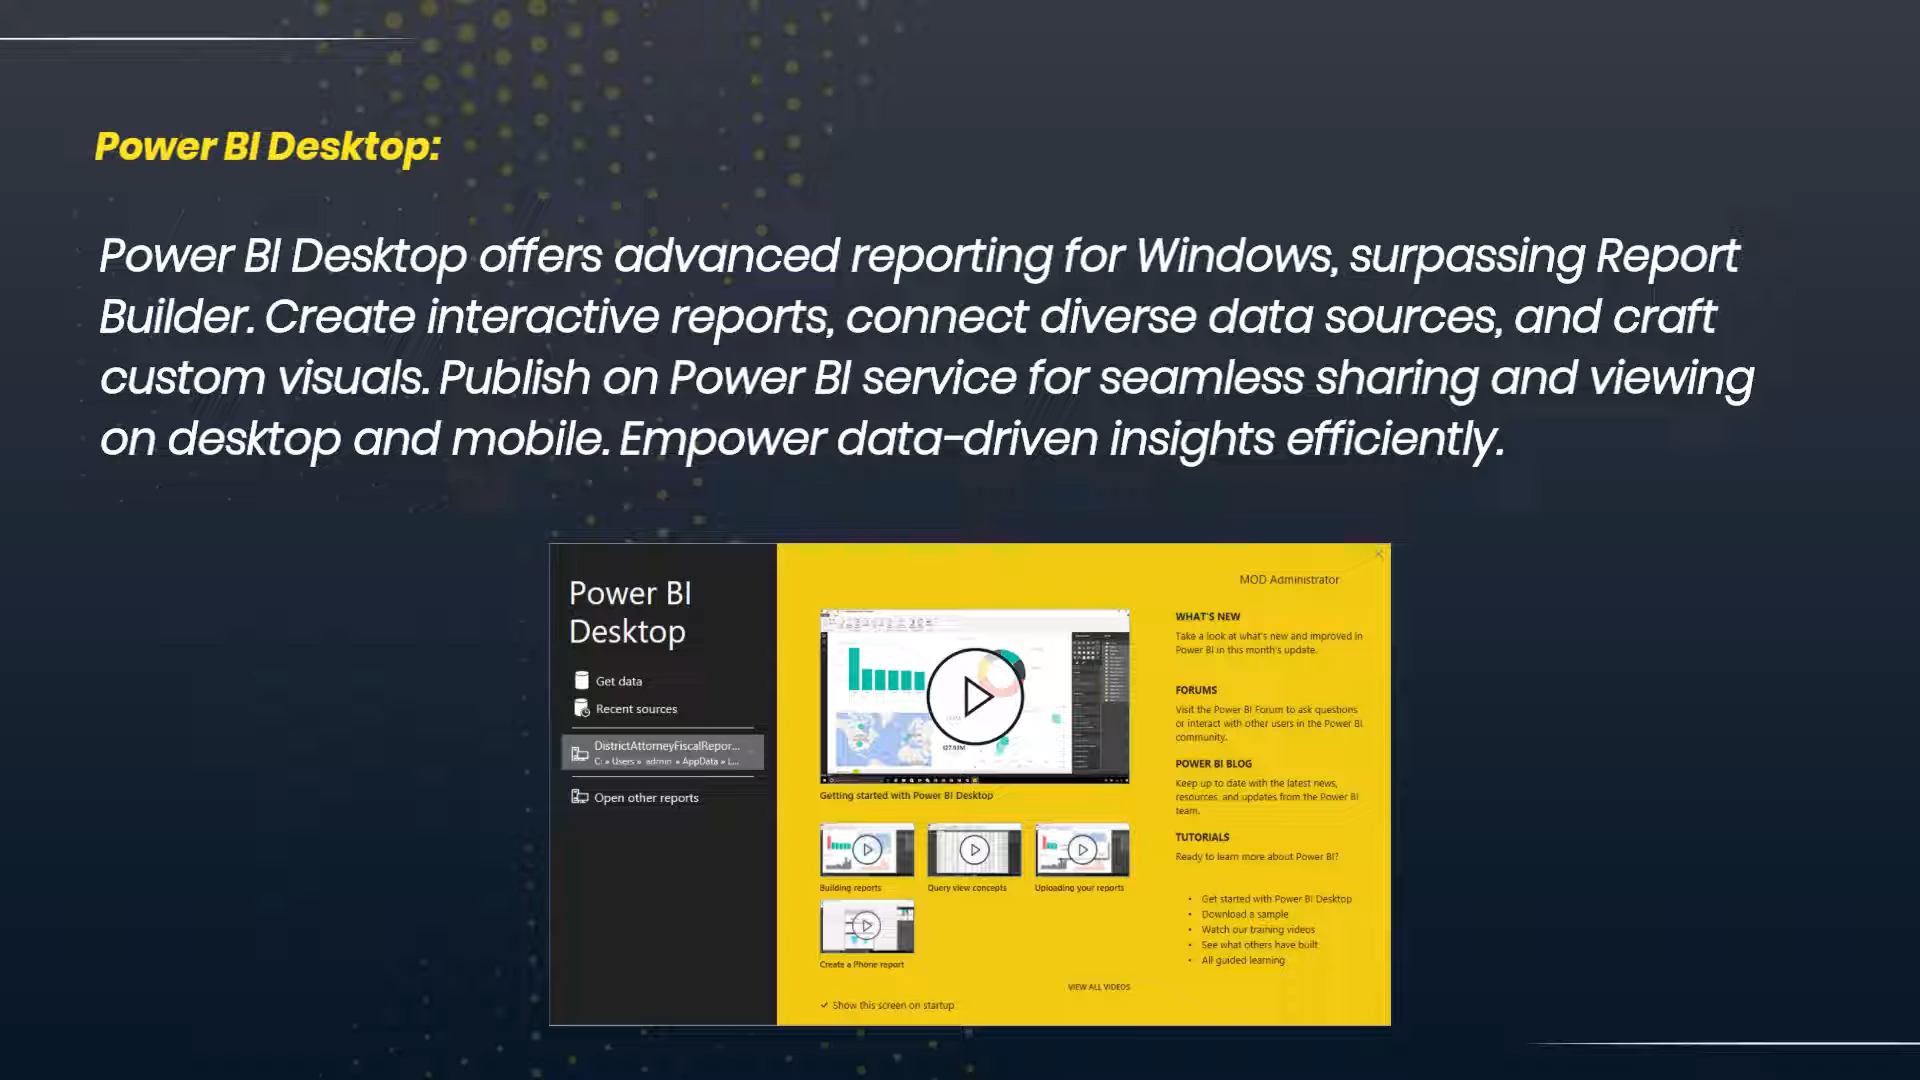 Power BI Desktop:
Power BI Desktop offers advanced reporting for Windows, surpassing Report
Builder. Create interactive reports, connect diverse data sources, and craft
custom visuals. Publish on Power BI service for seamless sharing and viewing
on desktop and mobile. Empower data-driven insights efficiently.
Power BI
Desktop
Get data
Recent sources
DistrictAttorneyFiscalRepor...
C: » Users » admin » AppData » L...
Open other reports
Getting started with Power BI Desktop
Building reports
Query view concepts
Uploading your reports
Create a Phone report
VIEW ALL VIDEOS
✓ Show this screen on startup
MOD Administrator
WHAT'S NEW
Take a look at what's new and improved in
Power BI in this month's update.
FORUMS
Visit the Power BI Forum to ask questions
or interact with other users in the Power BI
community.
POWER BI BLOG
Keep up to date with the latest news,
resources, and updates from the Power BI
team.
TUTORIALS
Ready to learn more about Power BI?
• Get started with Power BI Desktop
• Download a sample
• Watch our training videos
• See what others have built
• All guided learning